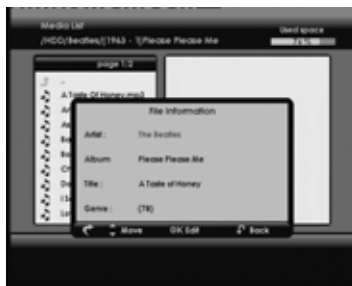 Media List
Used space
/HDD/Beatles/[1963 - 1]Please Please Me
76%
page 1/2
..
A Taste Of Honey.mp3
File Information
Artist : The Beatles
Album Please Please Me
Title : A Taste of Honey
Genre : (78)
Move OK Edit Back